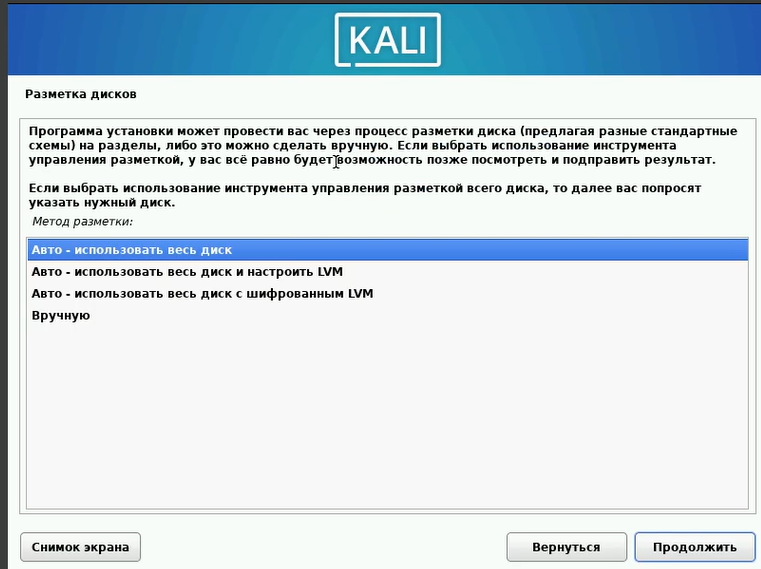 KALI
Разметка дисков
Программа установки может провести вас через процесс разметки диска (предлагая разные стандартные
схемы) на разделы, либо это можно сделать вручную. Если выбрать использование инструмента
управления разметкой, у вас всё равно будет возможность позже посмотреть и подправить результат.
Если выбрать использование инструмента управления разметкой всего диска, то далее вас попросят
указать нужный диск.
Метод разметки:
Авто - использовать весь диск
Авто - использовать весь диск и настроить LVM
Авто - использовать весь диск с шифрованным LVM
Вручную
Снимок экрана
Вернуться
Продолжить